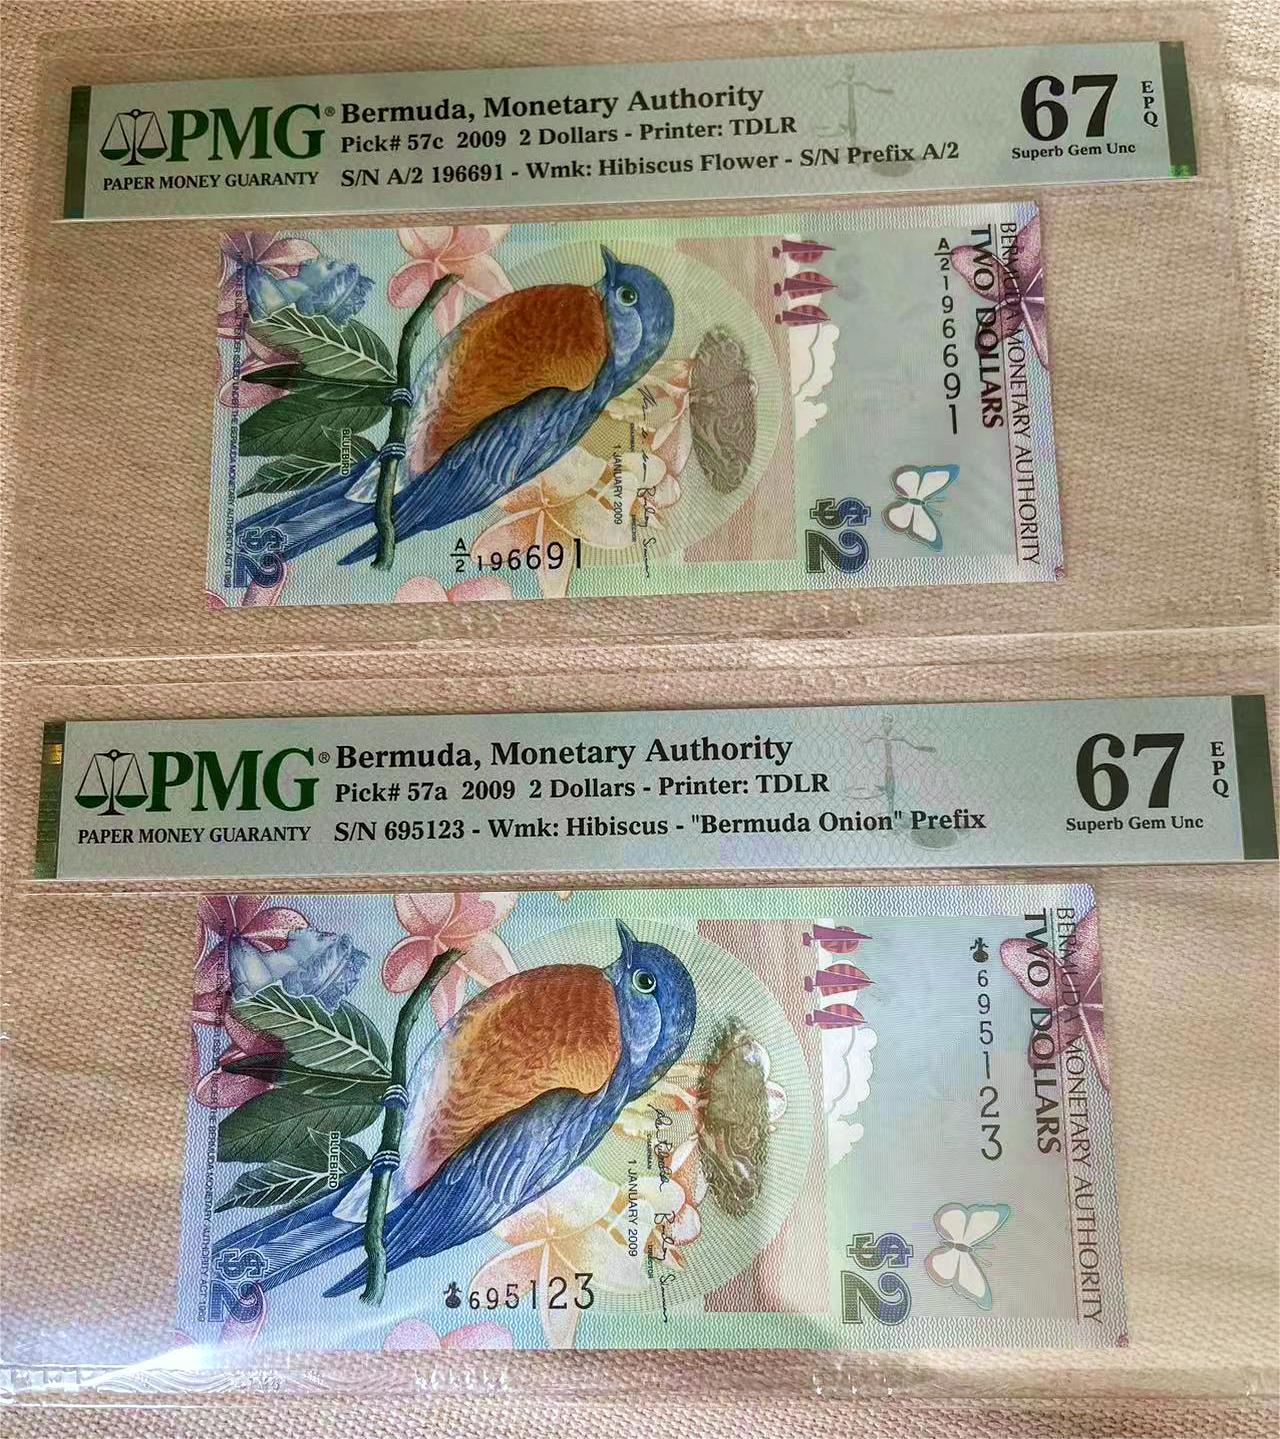 PMG®
PAPER MONEY GUARANTY
Bermuda, Monetary Authority
Pick# 57c 2009 2 Dollars - Printer: TDLR
S/N A/2 196691 - Wmk: Hibiscus Flower - S/N Prefix A/2
67
EPQ
Superb Gem Unc
BERMUDA MONETARY AUTHORITY
TWO DOLLARS
A/2 196691
BLUEBIRD
1 JANUARY 2009
$2
$2
A/2 196691
PMG®
PAPER MONEY GUARANTY
Bermuda, Monetary Authority
Pick# 57a 2009 2 Dollars - Printer: TDLR
S/N 695123 - Wmk: Hibiscus - "Bermuda Onion" Prefix
67
EPQ
Superb Gem Unc
BERMUDA MONETARY AUTHORITY
TWO DOLLARS
695123
BLUEBIRD
CHAIRMAN
DIRECTOR
1 JANUARY 2009
$2
$2
695123